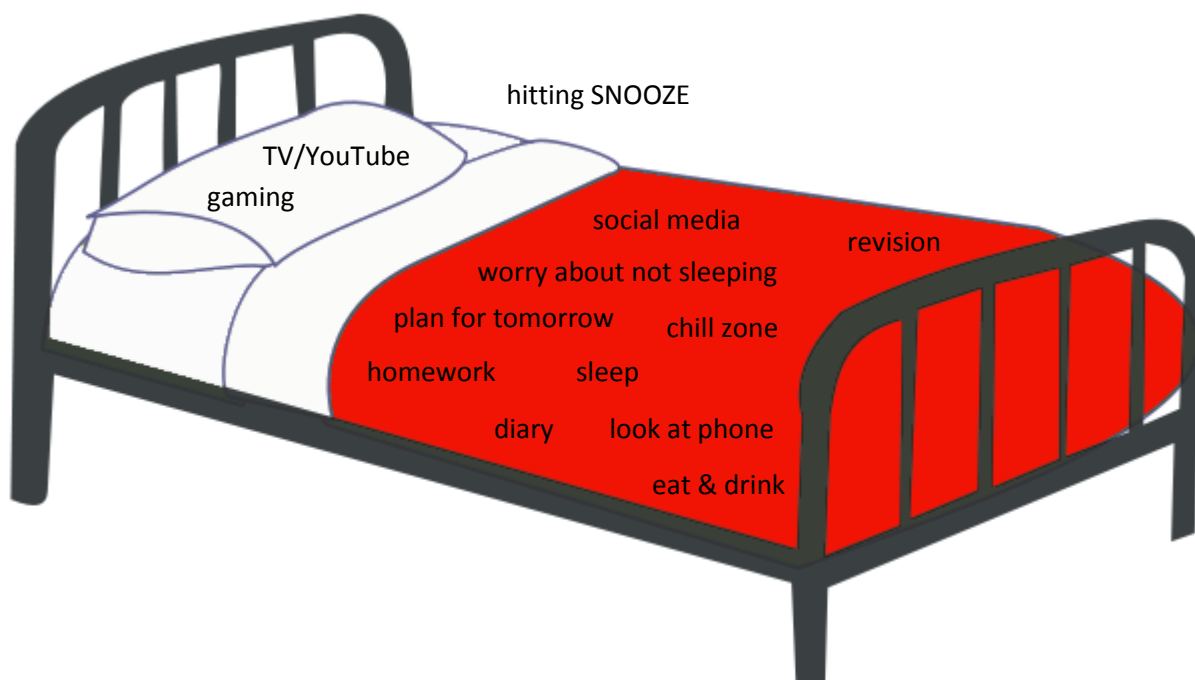 hitting SNOOZE
TV/YouTube
gaming
social media
revision
worry about not sleeping
plan for tomorrow
chill zone
homework
sleep
diary
look at phone
eat & drink